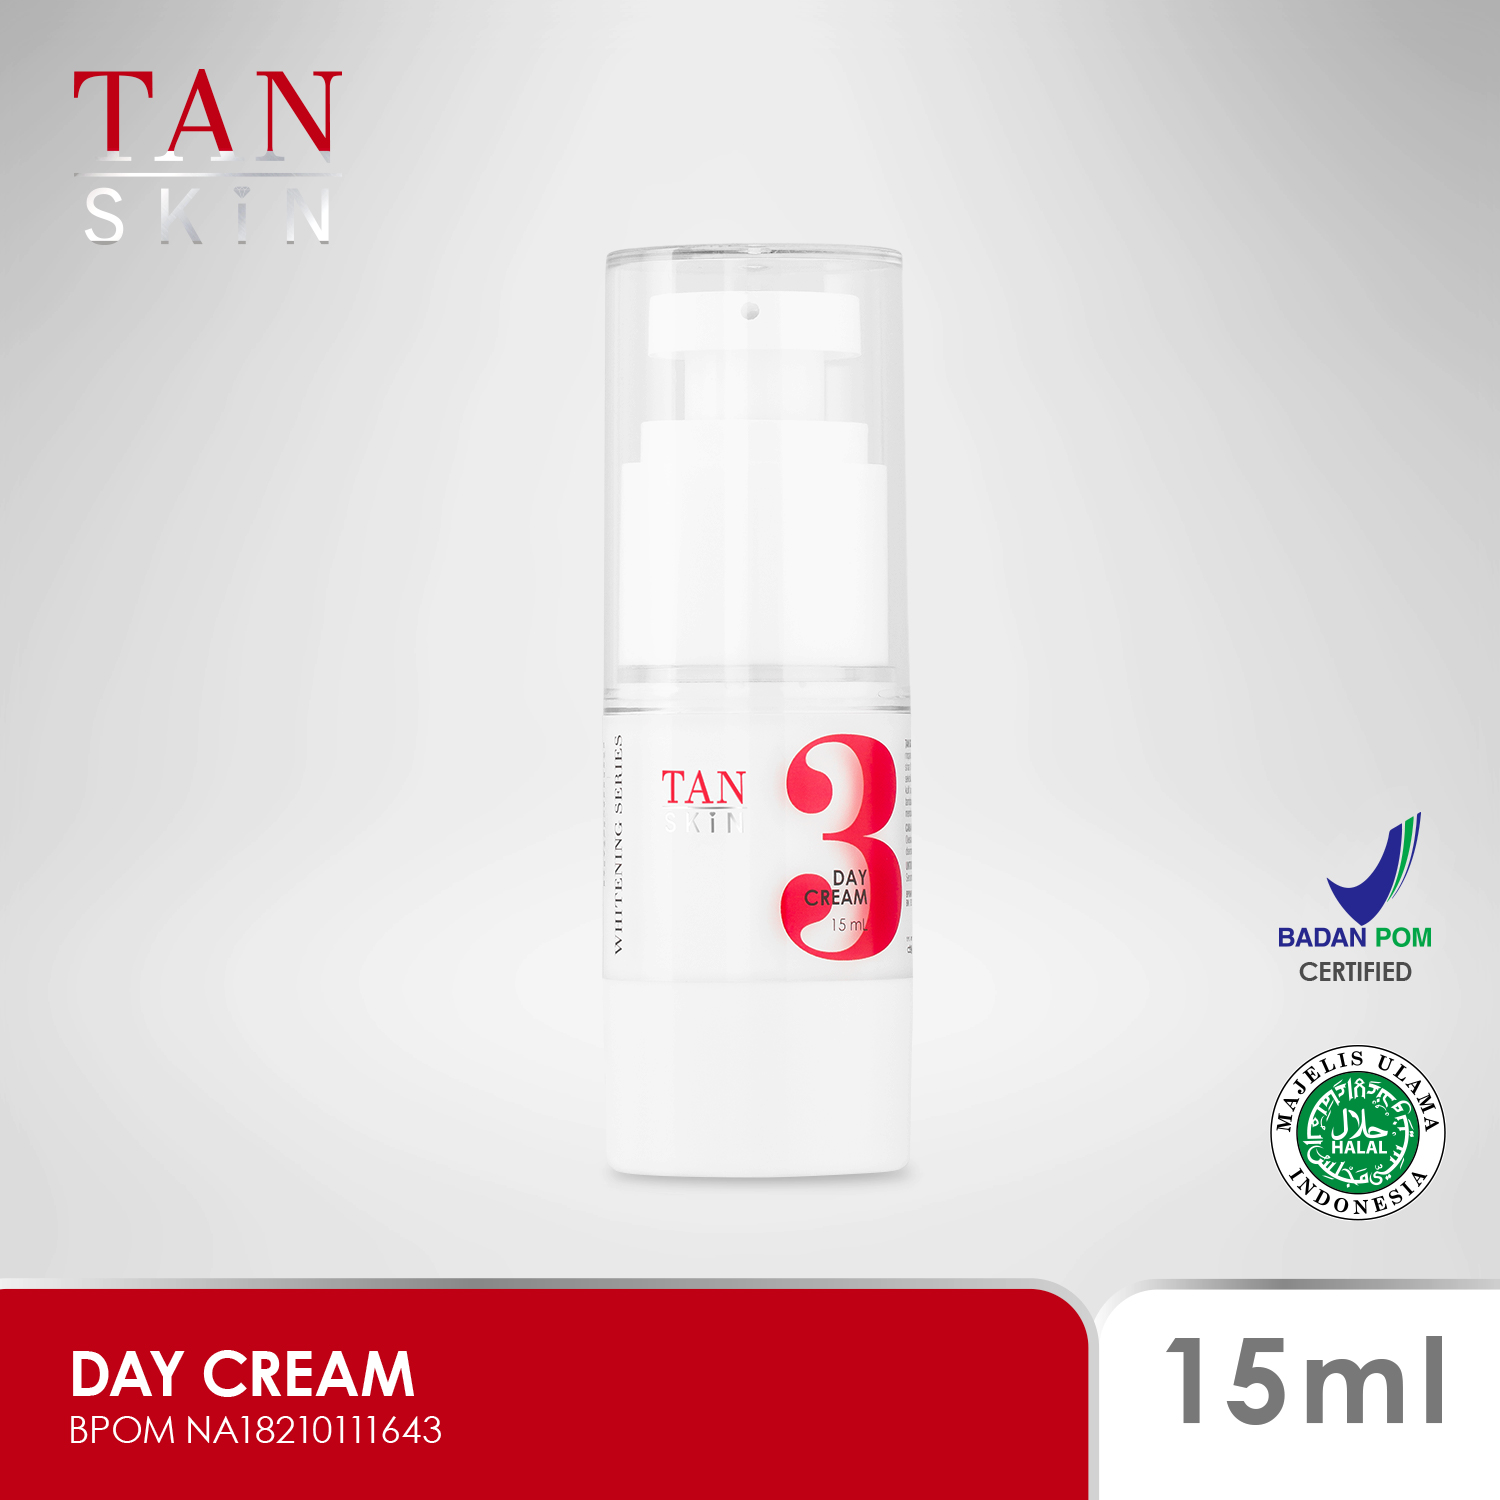 TAN
SKiN
WHITENING SERIES
TAN
SKiN
3
DAY
CREAM
15 mL
BADAN POM
CERTIFIED
MAJELIS ULAMA
حلال
HALAL
INDONESIA
DAY CREAM
BPOM NA18210111643
15ml